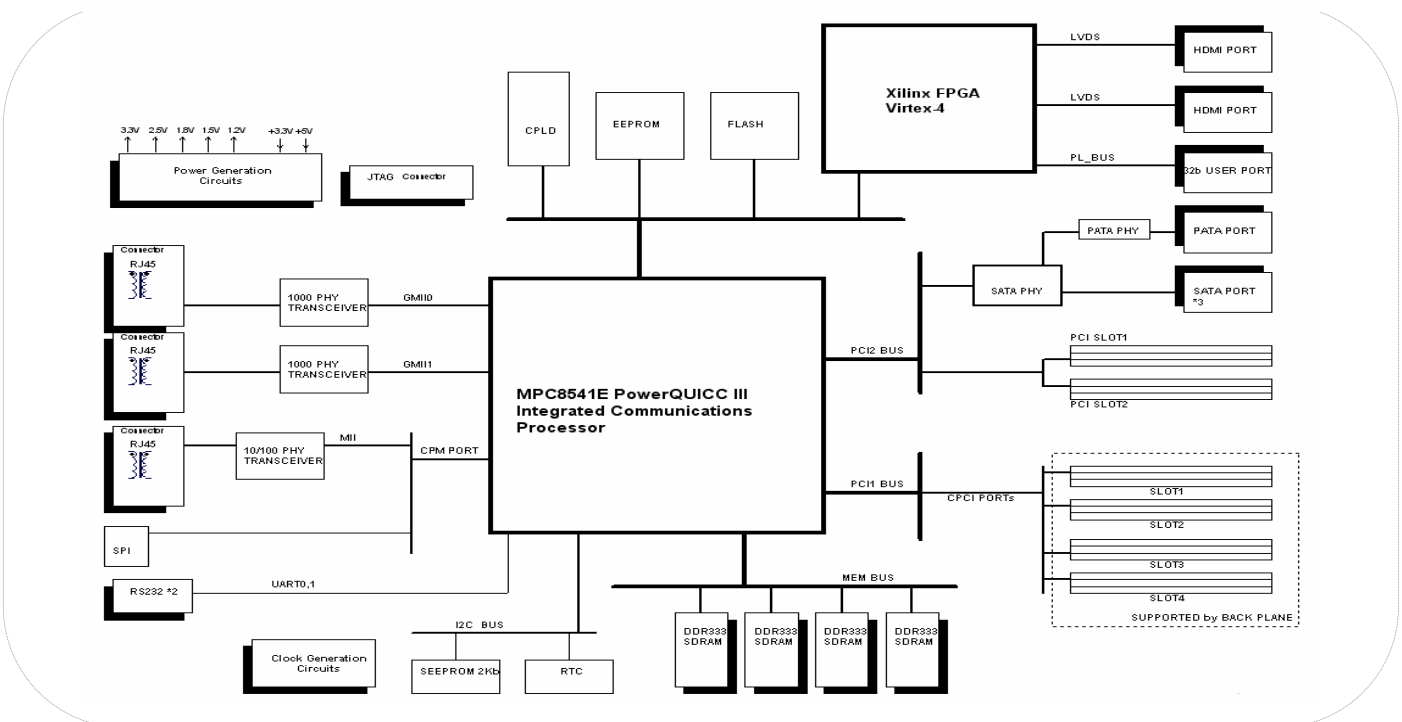 LVDS
HDMI PORT
Xilinx FPGA
Virtex-4
LVDS
HDMI PORT
CPLD
EEPROM
FLASH
3.3V 2.5V 1.8V 1.5V 1.2V +3.3V +5V
Power Generation
Circuits
JTAG Connector
PL_BUS
32b USER PORT
PATA PHY
PATA PORT
Connector
RJ45
1000 PHY
TRANSCEIVER
GMII0
SATA PHY
SATA PORT
*3
Connector
RJ45
1000 PHY
TRANSCEIVER
GMII1
MPC8541E PowerQUICC III
Integrated Communications
Processor
PCI2 BUS
PCI SLOT1
PCI SLOT2
Connector
RJ45
10/100 PHY
TRANSCEIVER
MII
CPM PORT
PCI1 BUS
CPCI PORTs
SLOT1
SLOT2
SLOT3
SLOT4
SUPPORTED by BACK PLANE
SPI
RS232 *2
UART0,1
MEM BUS
I2C BUS
DDR333
SDRAM
DDR333
SDRAM
DDR333
SDRAM
DDR333
SDRAM
Clock Generation
Circuits
SEEPROM 2Kb
RTC